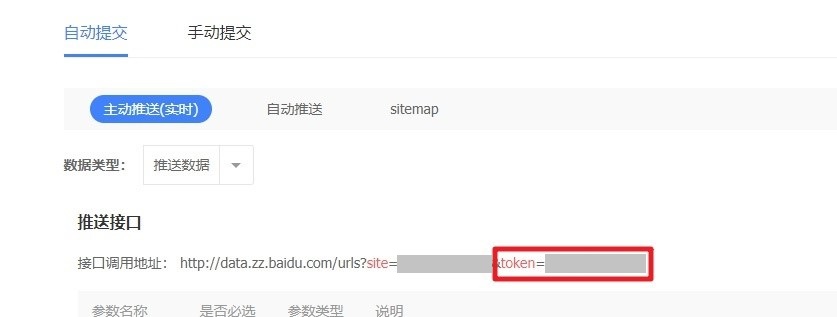 自动提交 手动提交
主动推送(实时) 自动推送 sitemap
数据类型： 推送数据
推送接口
接口调用地址： http://data.zz.baidu.com/urls?site= &token=
参数名称 是否必选 参数类型 说明